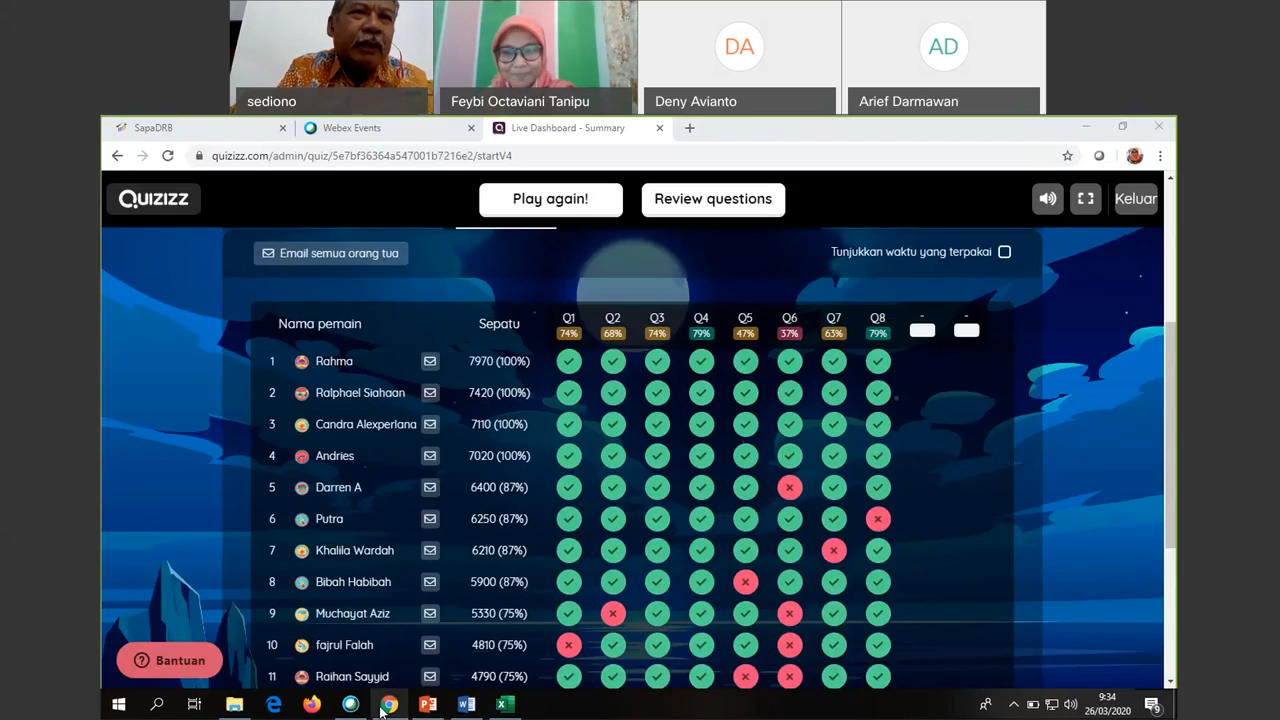 DA
AD
sediono
Feybi Octaviani Tanipu
Deny Avianto
Arief Darmawan
SapaDRB
Webex Events
Live Dashboard - Summary
quizizz.com/admin/quiz/5e7bf36364a547001b7216e2/startV4
QUIZIZZ
Play again!
Review questions
Keluar
Email semua orang tua
Tunjukkan waktu yang terpakai
Nama pemain Sepatu Q1 Q2 Q3 Q4 Q5 Q6 Q7 Q8 - -
74% 68% 74% 79% 47% 37% 63% 79%
1 Rahma 7970 (100%)
2 Ralphael Siahaan 7420 (100%)
3 Candra Alexperlana 7110 (100%)
4 Andries 7020 (100%)
5 Darren A 6400 (87%)
6 Putra 6250 (87%)
7 Khalila Wardah 6210 (87%)
8 Bibah Habibah 5900 (87%)
9 Muchayat Aziz 5330 (75%)
10 fajrul Falah 4810 (75%)
11 Raihan Sayyid 4790 (75%)
Bantuan
9:34
26/03/2020
9